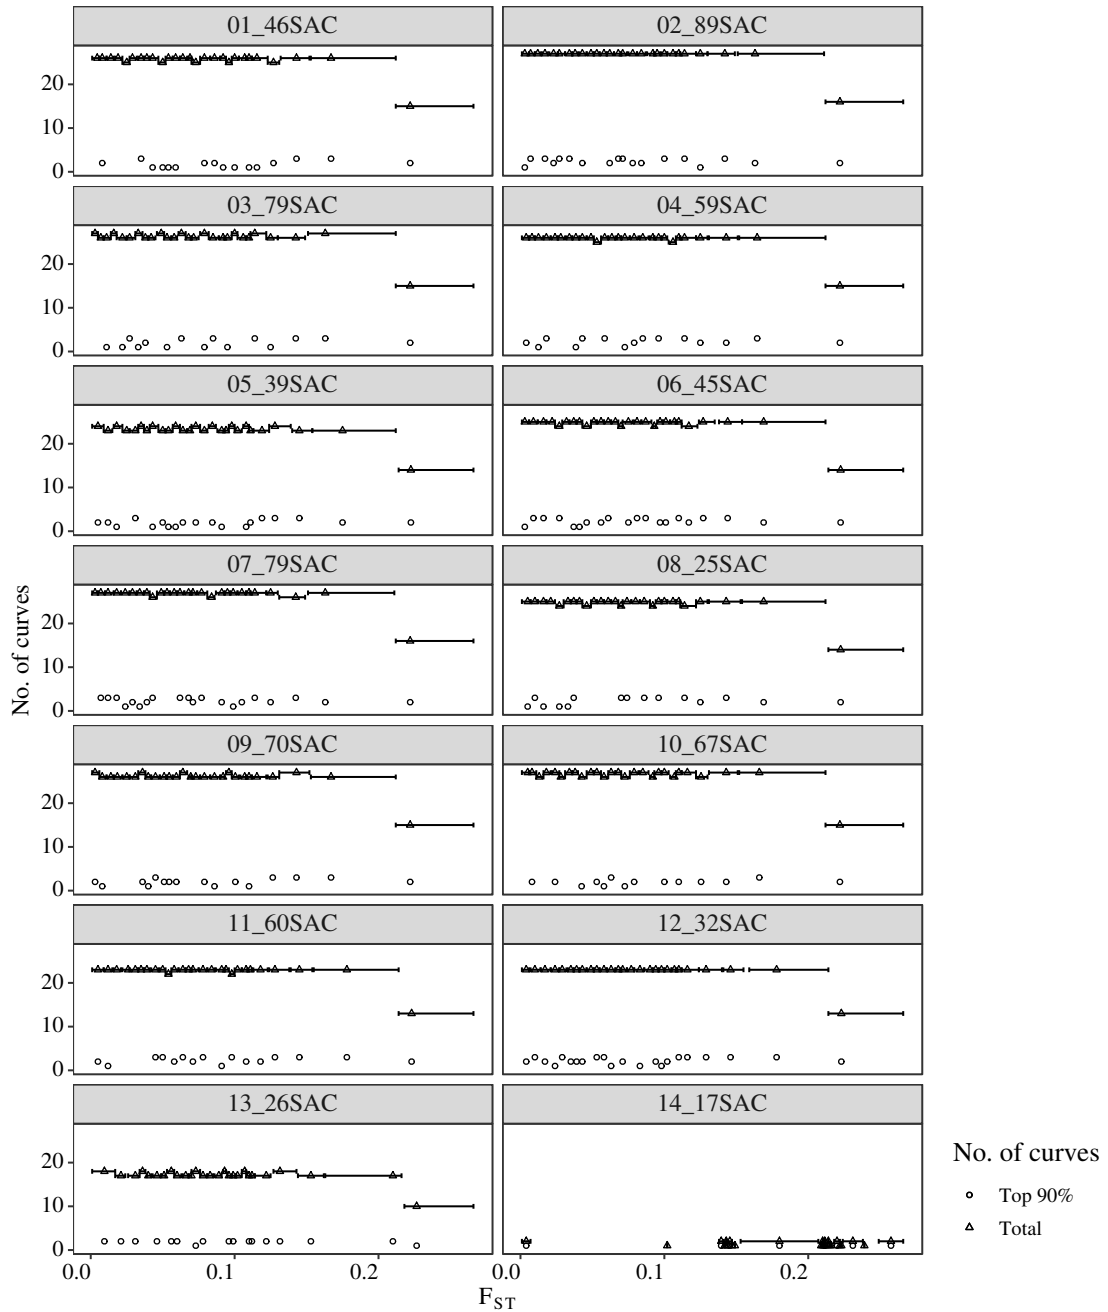 01_46SAC
02_89SAC
20
10
0
03_79SAC
04_59SAC
20
10
0
05_39SAC
06_45SAC
20
10
0
07_79SAC
08_25SAC
20
10
0
09_70SAC
10_67SAC
20
10
0
11_60SAC
12_32SAC
20
10
0
13_26SAC
14_17SAC
20
10
0
0.0 0.1 0.2 0.0 0.1 0.2
No. of curves
FST
No. of curves
Top 90%
Total